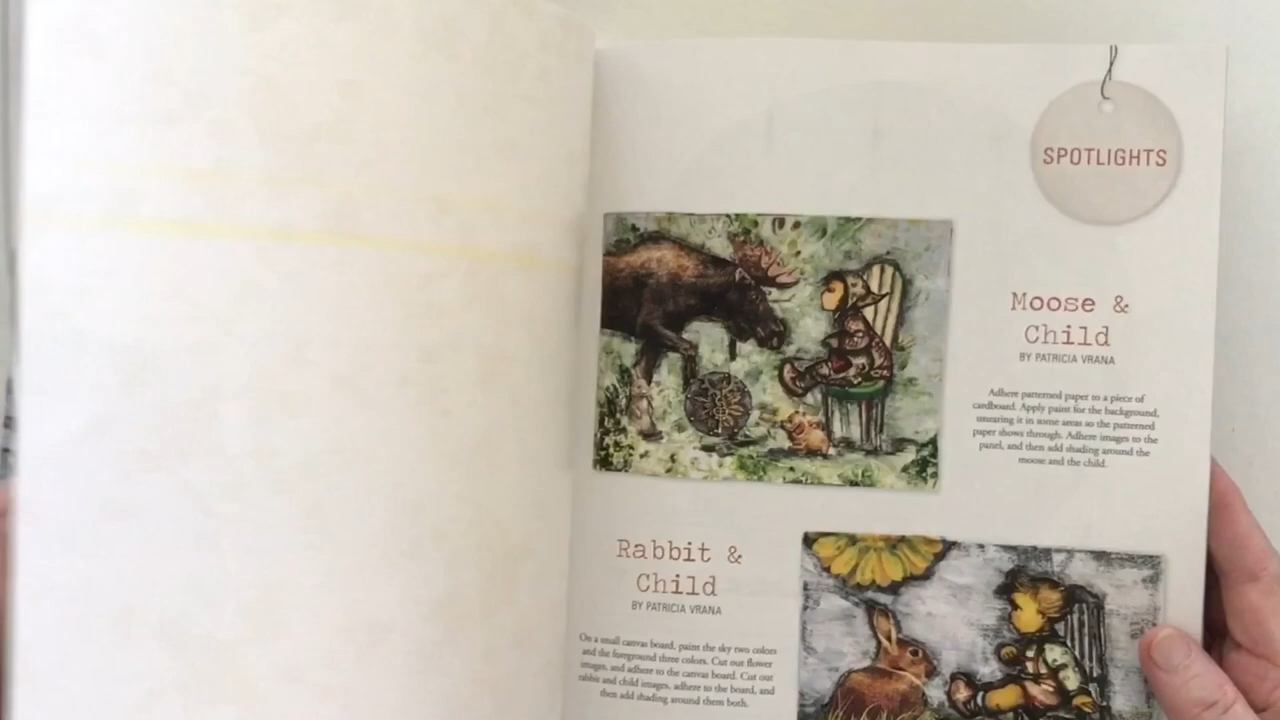 SPOTLIGHTS
Moose &
Child
BY PATRICIA VRANA
Adhere patterned paper to a piece of
cardboard. Apply paint for the background,
smearing it in some areas so the patterned
paper shows through. Adhere images to the
panel, and then add shading around the
moose and the child.
Rabbit &
Child
BY PATRICIA VRANA
On a small canvas board, paint the sky two colors
and the foreground three colors. Cut out flower
images, and adhere to the canvas board. Cut out
rabbit and child images, adhere to the board, and
then add shading around them both.